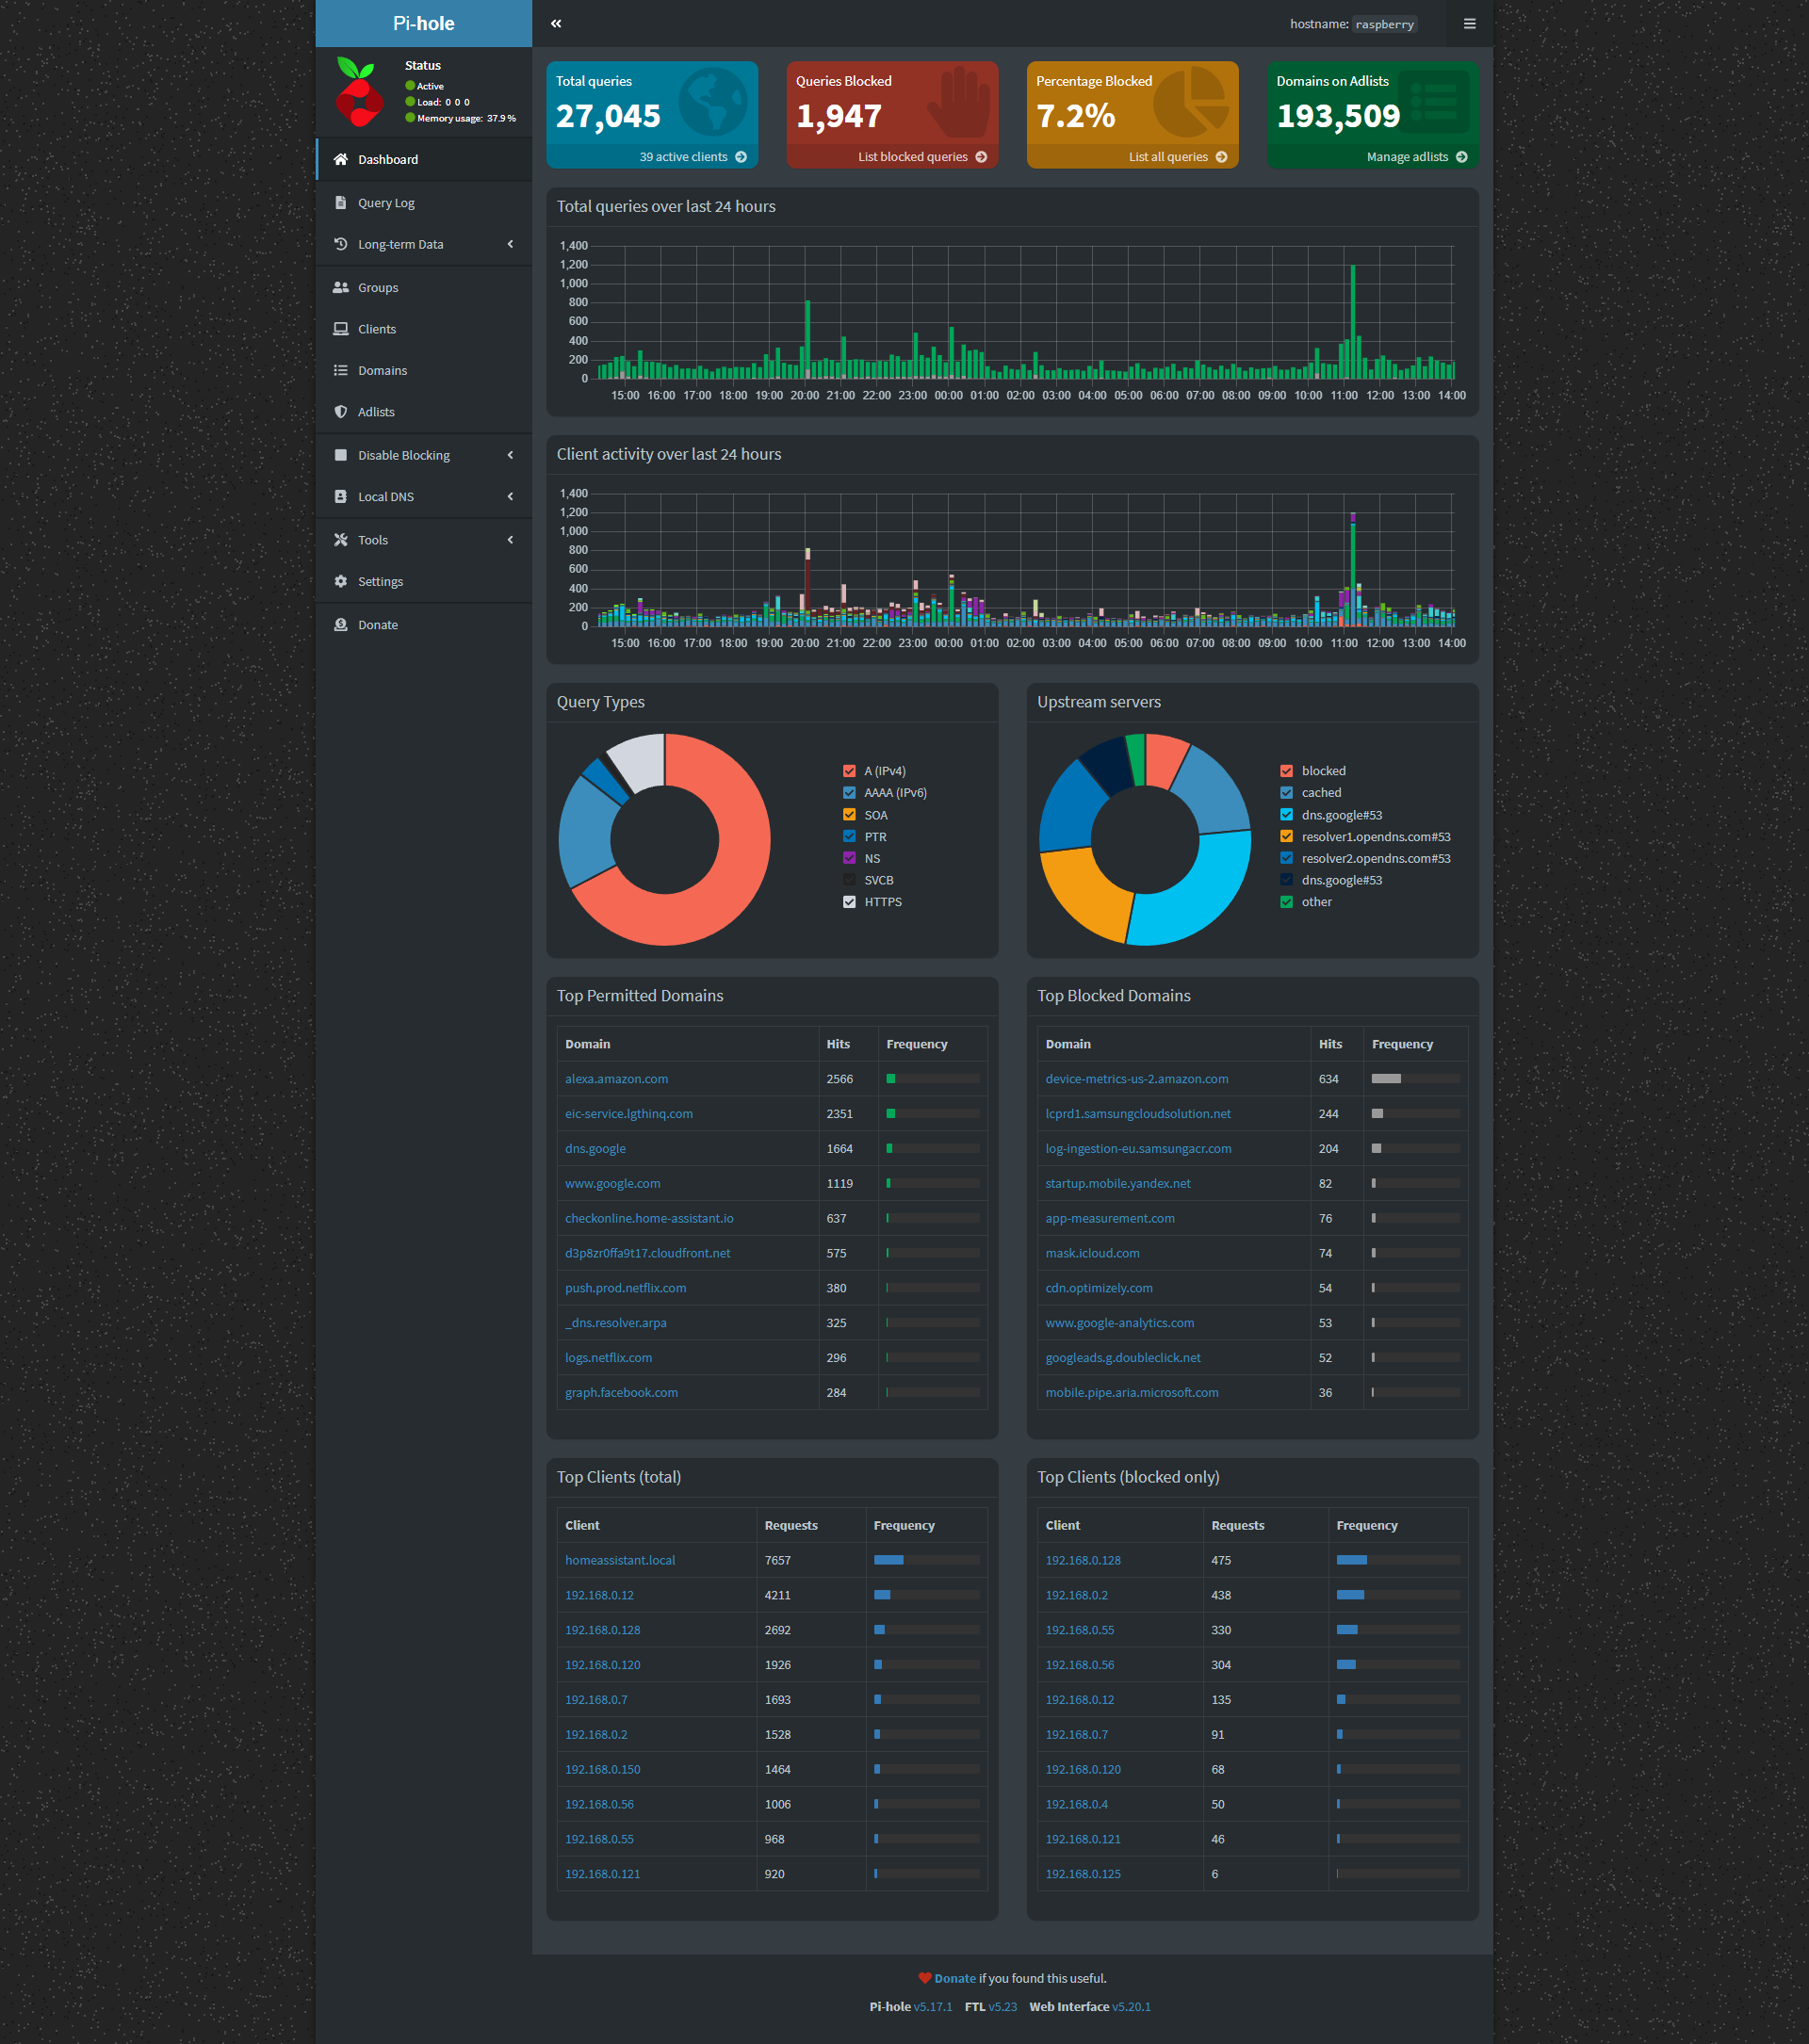 Pi-hole
hostname: raspberry
Status
Active
Load: 0 0 0
Memory usage: 37.9 %
Dashboard
Query Log
Long-term Data
Groups
Clients
Domains
Adlists
Disable Blocking
Local DNS
Tools
Settings
Donate
Total queries
27,045
39 active clients
Queries Blocked
1,947
List blocked queries
Percentage Blocked
7.2%
List all queries
Domains on Adlists
193,509
Manage adlists
Total queries over last 24 hours
1,400
1,200
1,000
800
600
400
200
0
15:00 16:00 17:00 18:00 19:00 20:00 21:00 22:00 23:00 00:00 01:00 02:00 03:00 04:00 05:00 06:00 07:00 08:00 09:00 10:00 11:00 12:00 13:00 14:00
Client activity over last 24 hours
1,400
1,200
1,000
800
600
400
200
0
15:00 16:00 17:00 18:00 19:00 20:00 21:00 22:00 23:00 00:00 01:00 02:00 03:00 04:00 05:00 06:00 07:00 08:00 09:00 10:00 11:00 12:00 13:00 14:00
Query Types
A (IPv4)
AAAA (IPv6)
SOA
PTR
NS
SVCB
HTTPS
Upstream servers
blocked
cached
dns.google#53
resolver1.opendns.com#53
resolver2.opendns.com#53
dns.google#53
other
Top Permitted Domains
Domain Hits Frequency
alexa.amazon.com 2566
eic-service.lgthinq.com 2351
dns.google 1664
www.google.com 1119
checkonline.home-assistant.io 637
d3p8zr0ffa9t17.cloudfront.net 575
push.prod.netflix.com 380
_dns.resolver.arpa 325
logs.netflix.com 296
graph.facebook.com 284
Top Blocked Domains
Domain Hits Frequency
device-metrics-us-2.amazon.com 634
lcprd1.samsungcloudsolution.net 244
log-ingestion-eu.samsungacr.com 204
startup.mobile.yandex.net 82
app-measurement.com 76
mask.icloud.com 74
cdn.optimizely.com 54
www.google-analytics.com 53
googleads.g.doubleclick.net 52
mobile.pipe.aria.microsoft.com 36
Top Clients (total)
Client Requests Frequency
homeassistant.local 7657
192.168.0.12 4211
192.168.0.128 2692
192.168.0.120 1926
192.168.0.7 1693
192.168.0.2 1528
192.168.0.150 1464
192.168.0.56 1006
192.168.0.55 968
192.168.0.121 920
Top Clients (blocked only)
Client Requests Frequency
192.168.0.128 475
192.168.0.2 438
192.168.0.55 330
192.168.0.56 304
192.168.0.12 135
192.168.0.7 91
192.168.0.120 68
192.168.0.4 50
192.168.0.121 46
192.168.0.125 6
Donate if you found this useful.
Pi-hole v5.17.1 FTL v5.23 Web Interface v5.20.1